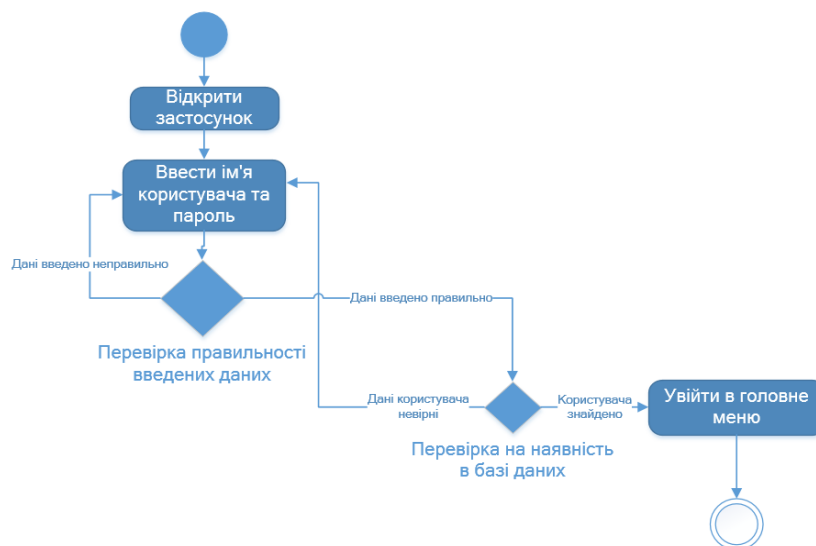 Відкрити
застосунок
Ввести ім'я
користувача та
пароль
Дані введено неправильно
Дані введено правильно
Перевірка правильності
введених даних
Дані користувача
невірні
Користувача
знайдено
Увійти в головне
меню
Перевірка на наявність
в базі даних